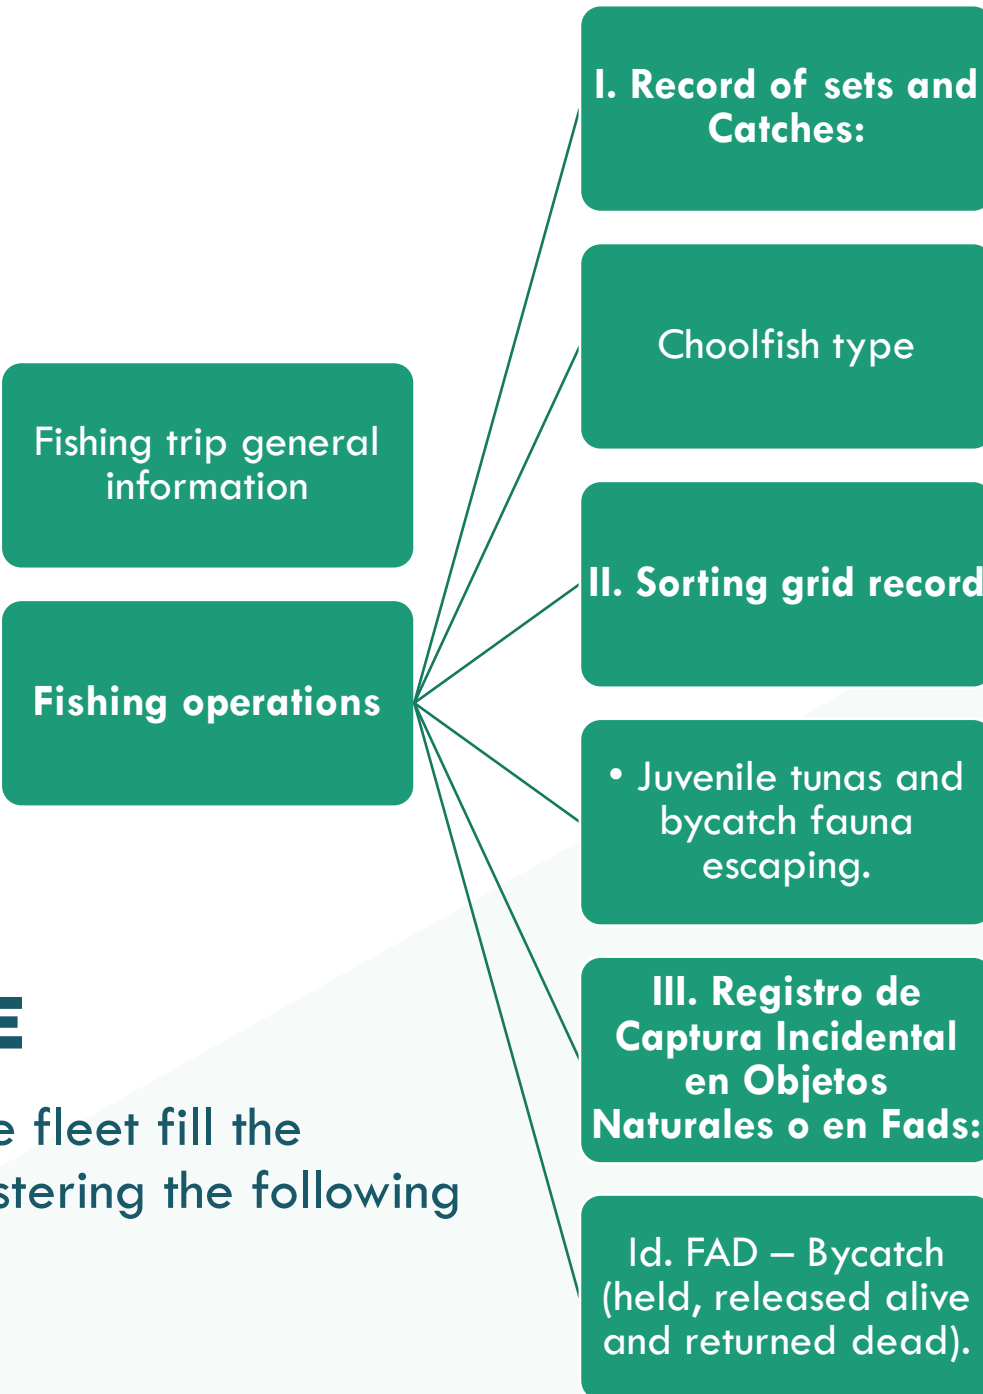 Fishing trip general
information
Fishing operations
I. Record of sets and
Catches:
Choolfish type
II. Sorting grid record
• Juvenile tunas and
bycatch fauna
escaping.
III. Registro de
Captura Incidental
en Objetos
Naturales o en Fads:
Id. FAD – Bycatch
(held, released alive
and returned dead).
E
e fleet fill the
stering the following